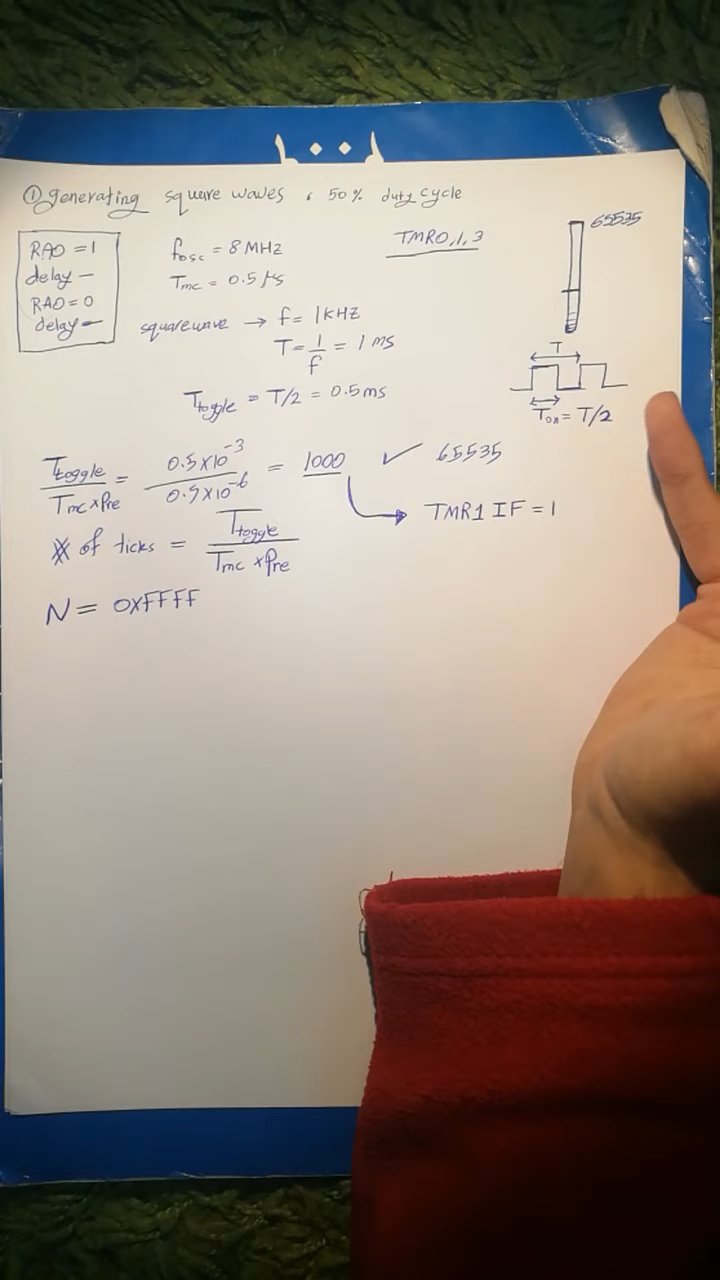 ① generating square waves , 50% duty cycle
RA0 = 1
delay —
RA0 = 0
delay —
fosc = 8 MHz
Tmc = 0.5 μs
TMR0,1,3
65535
squarewave → f = 1KHZ
T = 1/f = 1 ms
Ttoggle = T/2 = 0.5 ms
T
Ton = T/2
Ttoggle / Tmc x Pre = 0.5 x 10^-3 / 0.5 x 10^-6 = 1000 ✓ 65535
TMR1 IF = 1
# of ticks = Ttoggle / Tmc x Pre
N = 0XFFFF